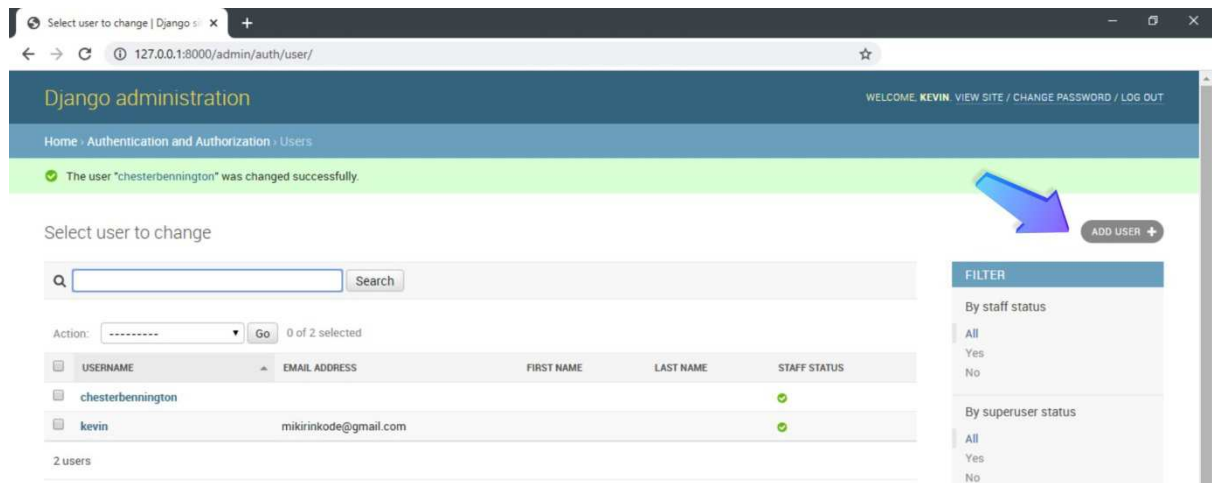 Select user to change | Django si
127.0.0.1:8000/admin/auth/user/
Django administration
WELCOME, KEVIN. VIEW SITE / CHANGE PASSWORD / LOG OUT
Home › Authentication and Authorization › Users
The user "chesterbennington" was changed successfully.
Select user to change
ADD USER +
Search
FILTER
By staff status
All
Yes
No
Action: --------- Go 0 of 2 selected
USERNAME EMAIL ADDRESS FIRST NAME LAST NAME STAFF STATUS
chesterbennington
kevin mikirinkode@gmail.com
2 users
By superuser status
All
Yes
No